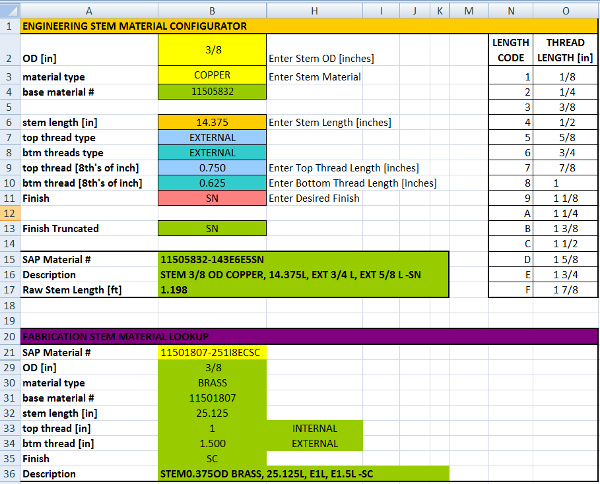 A B H I J K M N O
1 ENGINEERING STEM MATERIAL CONFIGURATOR
LENGTH THREAD
2 OD [in] 3/8 Enter Stem OD [inches] CODE LENGTH [in]
3 material type COPPER Enter Stem Material 1 1/8
4 base material # 11505832 2 1/4
5 3 3/8
6 stem length [in] 14.375 Enter Stem Length [inches] 4 1/2
7 top thread type EXTERNAL 5 5/8
8 btm threads type EXTERNAL 6 3/4
9 top thread [8th's of inch] 0.750 Enter Top Thread Length [inches] 7 7/8
10 btm thread [8th's of inch] 0.625 Enter Bottom Thread Length [inches] 8 1
11 Finish SN Enter Desired Finish 9 1 1/8
12 A 1 1/4
13 Finish Truncated SN B 1 3/8
14 C 1 1/2
15 SAP Material # 11505832-143E6E5SN D 1 5/8
16 Description STEM 3/8 OD COPPER, 14.375L, EXT 3/4 L, EXT 5/8 L -SN E 1 3/4
17 Raw Stem Length [ft] 1.198 F 1 7/8
18
19
20 FABRICATION STEM MATERIAL LOOKUP
21 SAP Material # 11501807-251I8ECSC
29 OD [in] 3/8
30 material type BRASS
31 base material # 11501807
32 stem length [in] 25.125
33 top thread [in] 1 INTERNAL
34 btm thread [in] 1.500 EXTERNAL
35 Finish SC
36 Description STEM0.375OD BRASS, 25.125L, E1L, E1.5L -SC